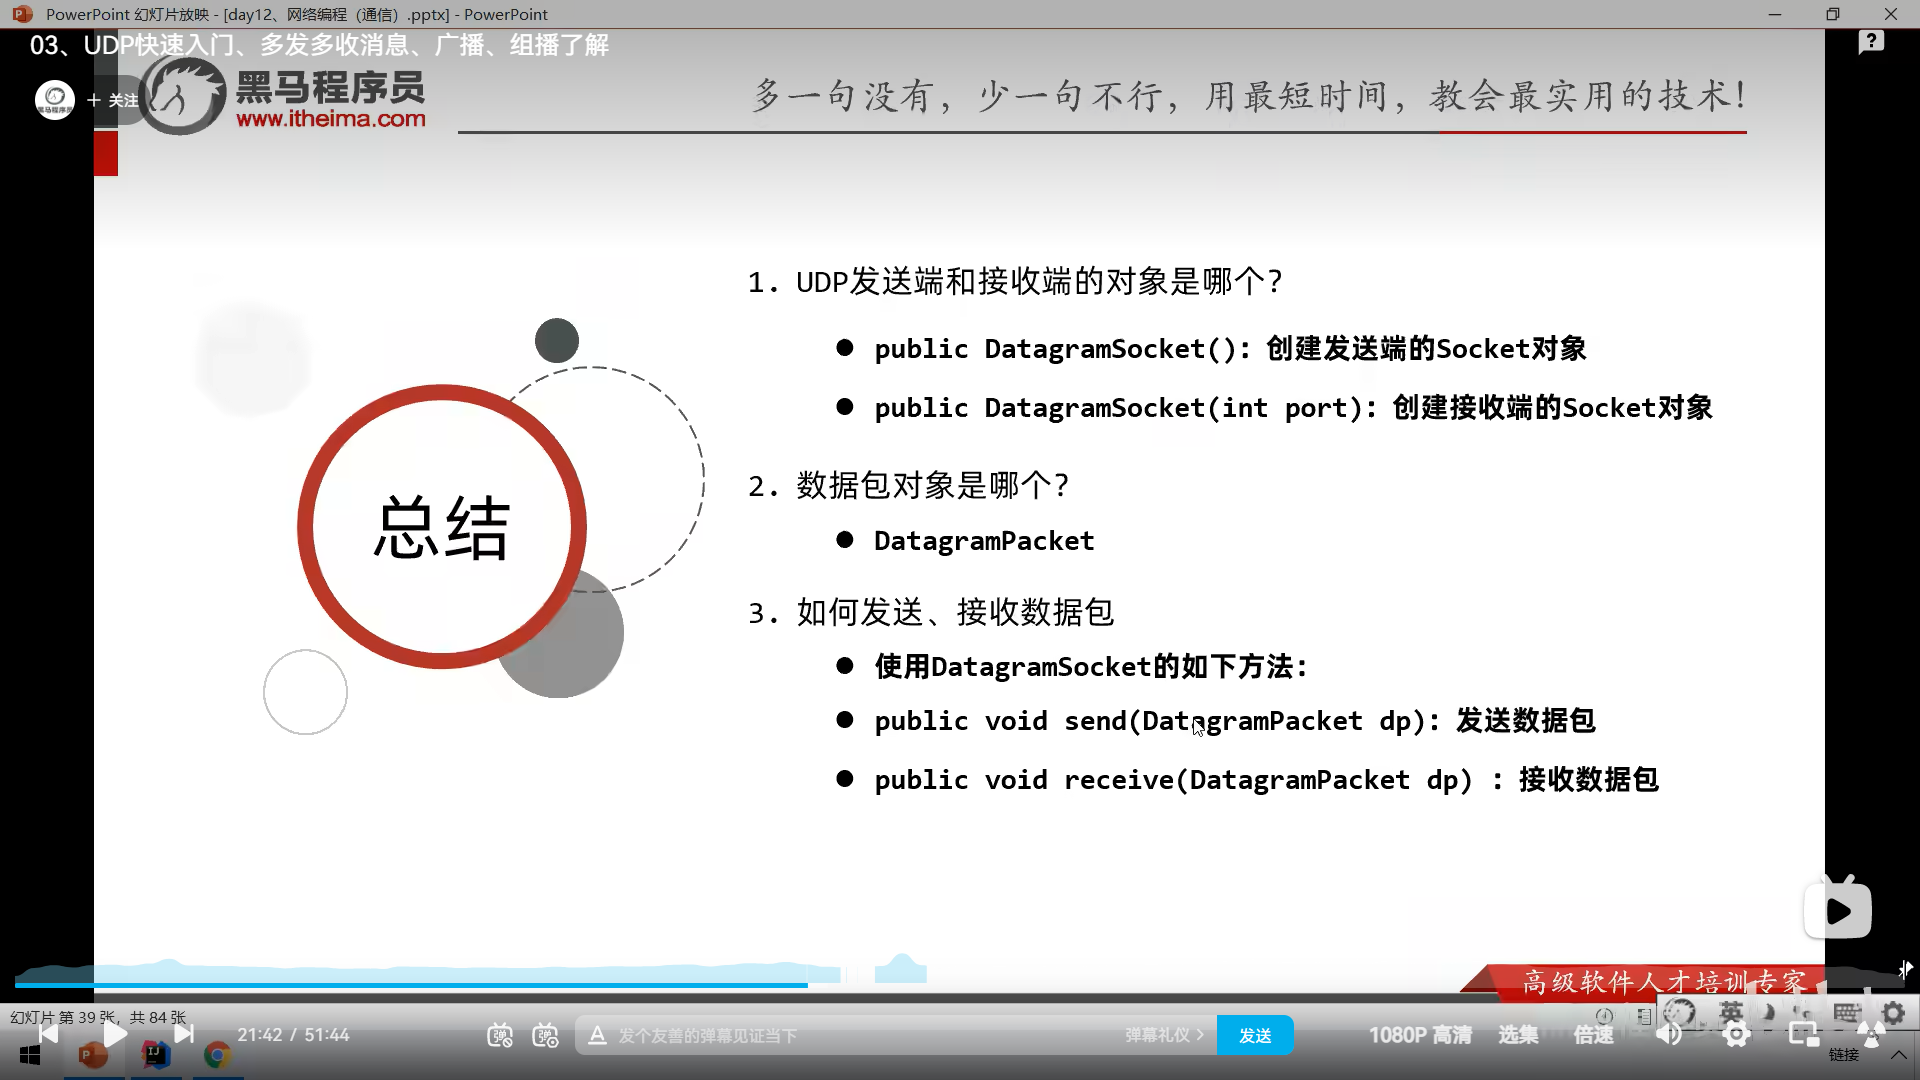 PowerPoint 幻灯片放映 - [day12、网络编程（通信）.pptx] - PowerPoint
03、UDP快速入门、多发多收消息、广播、组播了解
+ 关注
黑马程序员
www.itheima.com
多一句没有，少一句不行，用最短时间，教会最实用的技术！
1. UDP发送端和接收端的对象是哪个？
● public DatagramSocket()：创建发送端的Socket对象
● public DatagramSocket(int port)：创建接收端的Socket对象
2. 数据包对象是哪个？
● DatagramPacket
总结
3. 如何发送、接收数据包
● 使用DatagramSocket的如下方法：
● public void send(DatagramPacket dp)：发送数据包
● public void receive(DatagramPacket dp) ：接收数据包
高级软件人才培训专家
幻灯片 第 39 张，共 84 张
英
21:42 / 51:44
发个友善的弹幕见证当下
弹幕礼仪 >
发送
1080P 高清
选集
倍速
链接